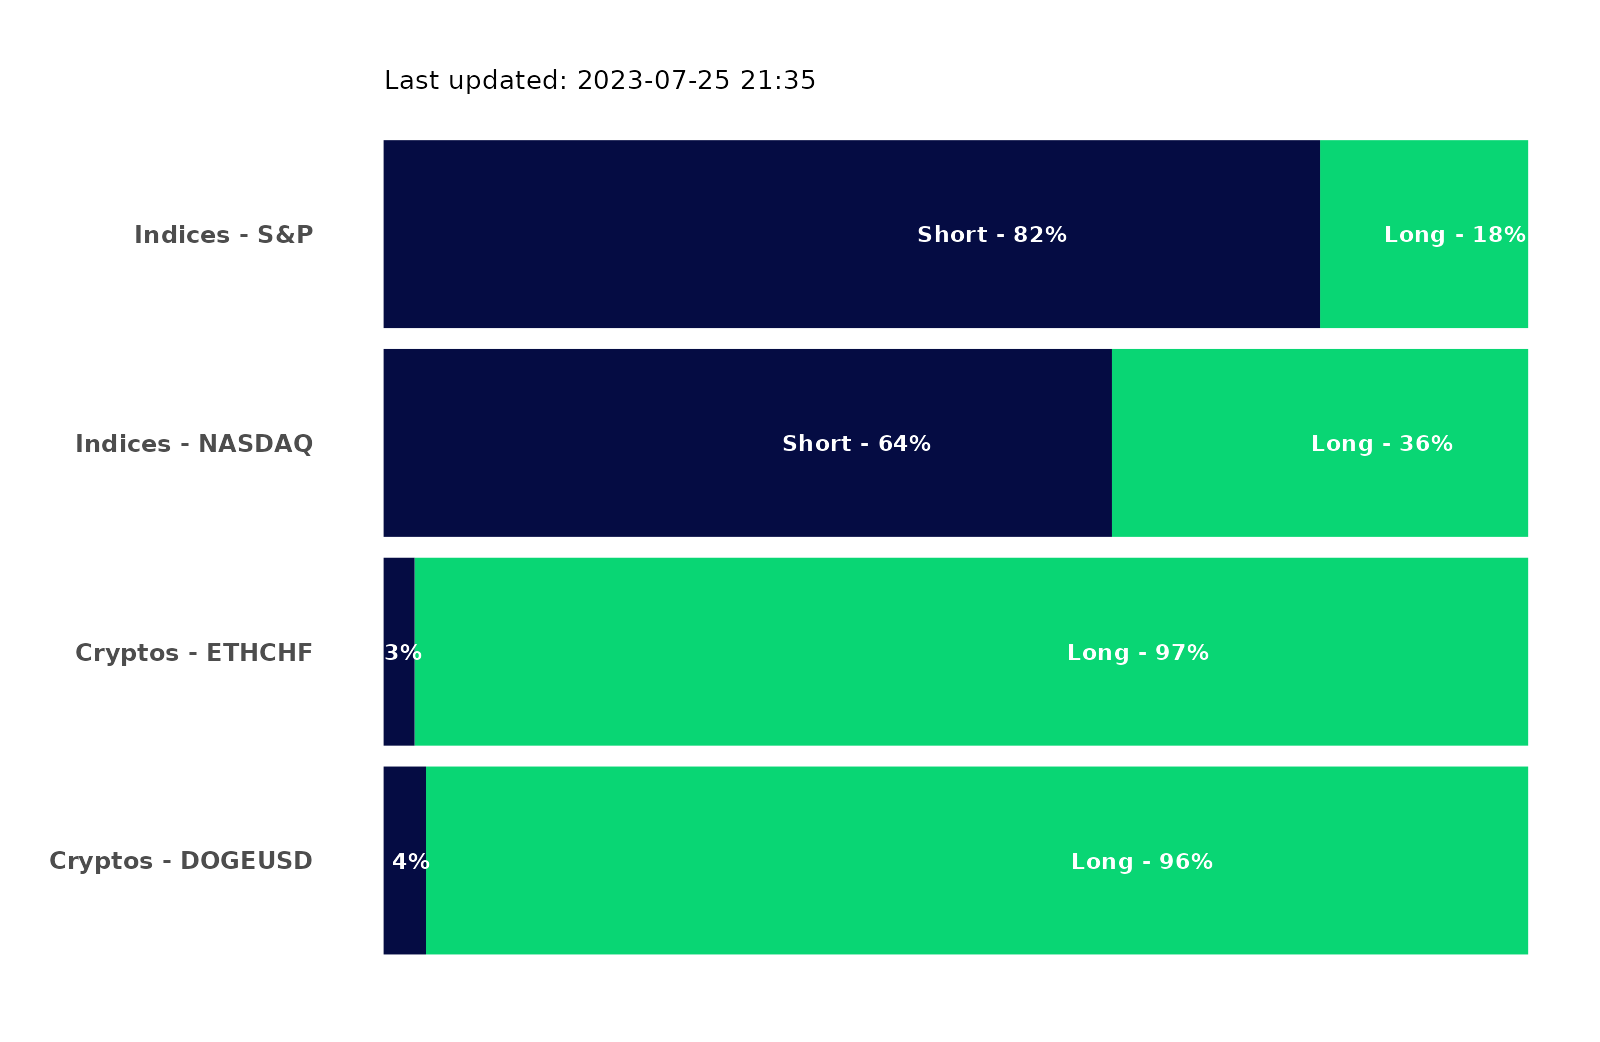 Last updated: 2023-07-25 21:35
Indices - S&P
Short - 82%
Long - 18%
Indices - NASDAQ
Short - 64%
Long - 36%
Cryptos - ETHCHF
3%
Long - 97%
Cryptos - DOGEUSD
4%
Long - 96%